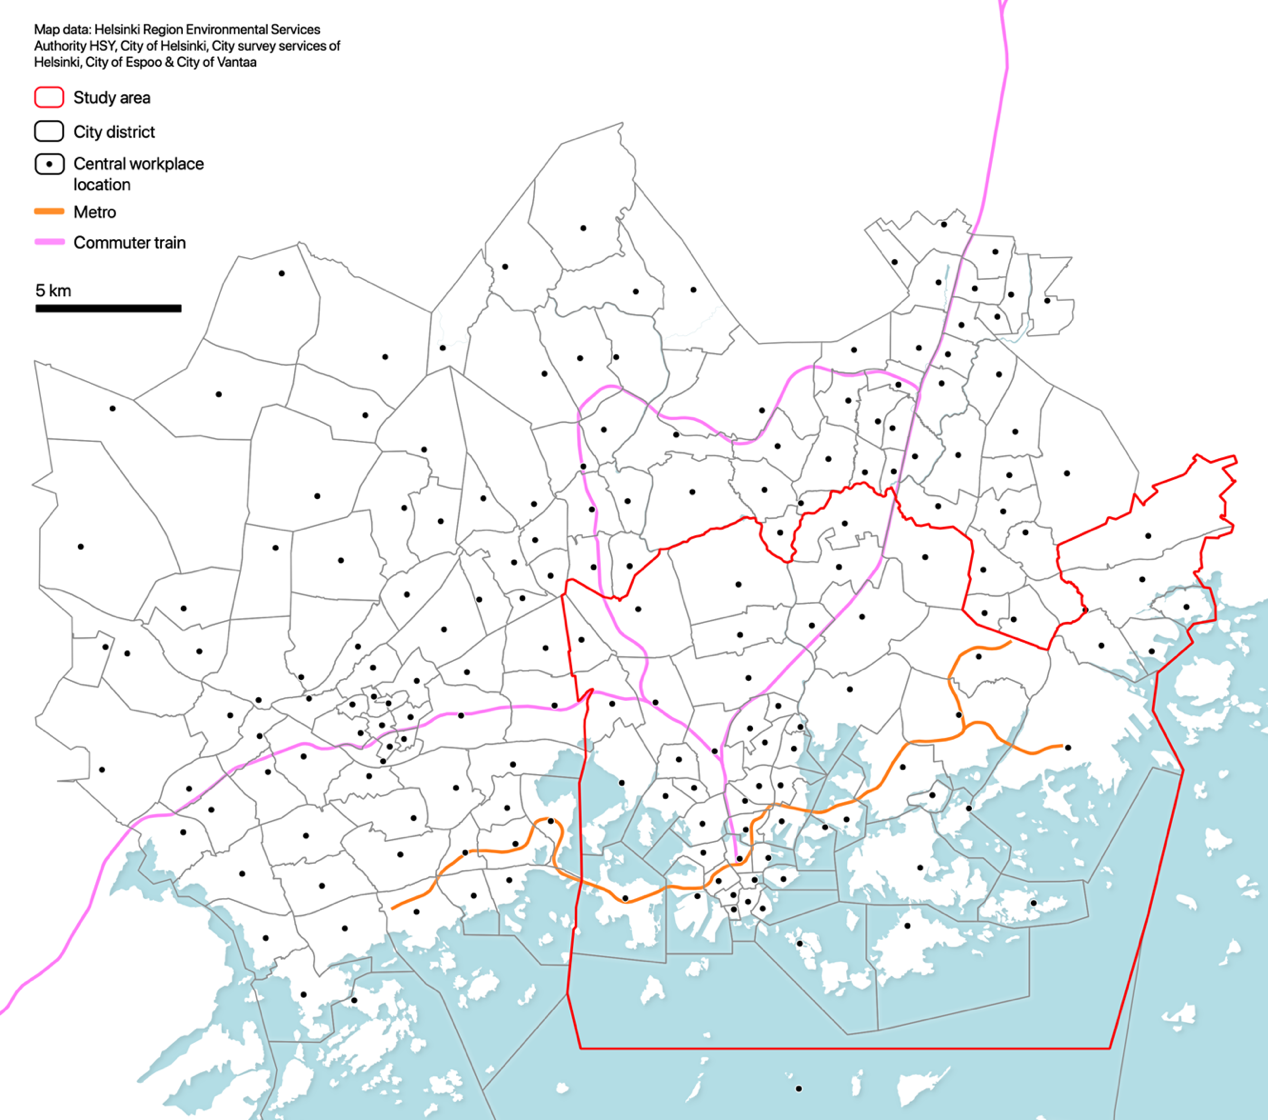 Map data: Helsinki Region Environmental Services
Authority HSY, City of Helsinki, City survey services of
Helsinki, City of Espoo & City of Vantaa
Study area
City district
Central workplace
location
Metro
Commuter train
5 km